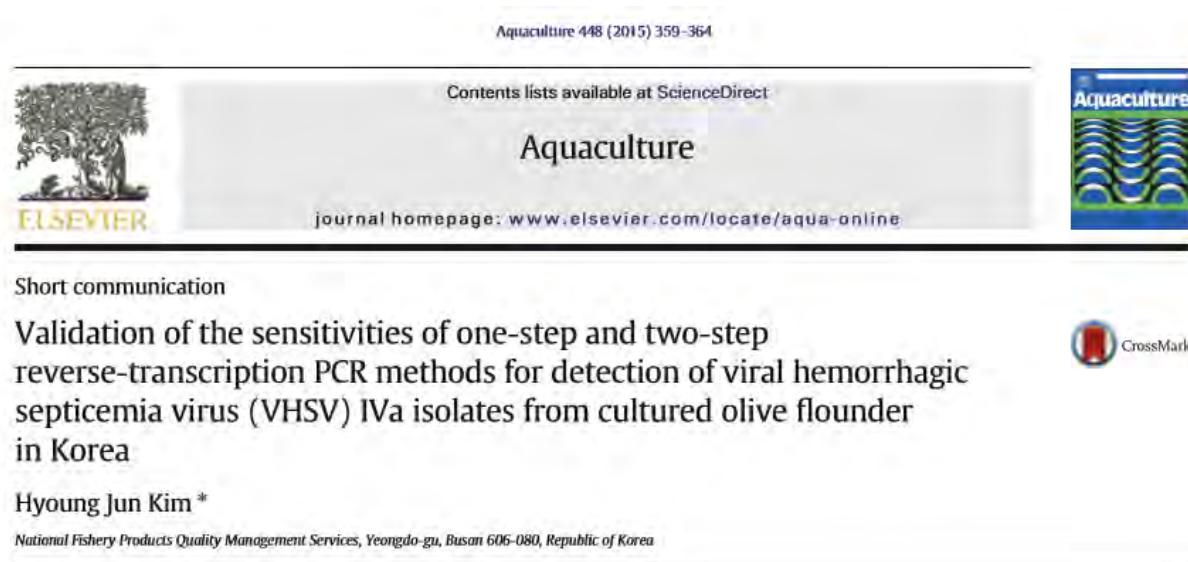 Aquaculture 448 (2015) 359-364
Contents lists available at ScienceDirect
Aquaculture
journal homepage: www.elsevier.com/locate/aqua-online
ELSEVIER
Aquaculture
Short communication
Validation of the sensitivities of one-step and two-step
reverse-transcription PCR methods for detection of viral hemorrhagic
septicemia virus (VHSV) IVa isolates from cultured olive flounder
in Korea
CrossMark
Hyoung Jun Kim *
National Fishery Products Quality Management Services, Yeongdo-gu, Busan 606-080, Republic of Korea